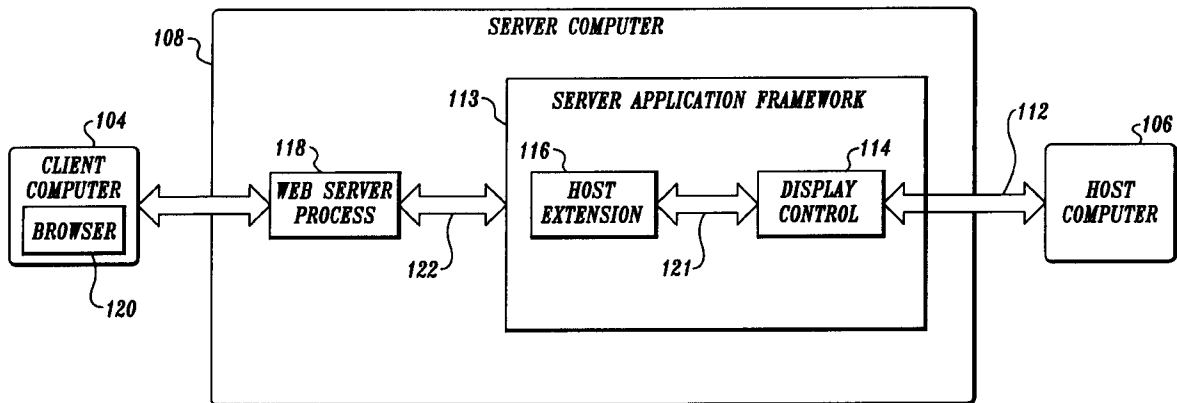 SERVER COMPUTER
108
113
SERVER APPLICATION FRAMEWORK
112
104
CLIENT
COMPUTER
BROWSER
120
118
WEB SERVER
PROCESS
122
116
HOST
EXTENSION
121
114
DISPLAY
CONTROL
106
HOST
COMPUTER